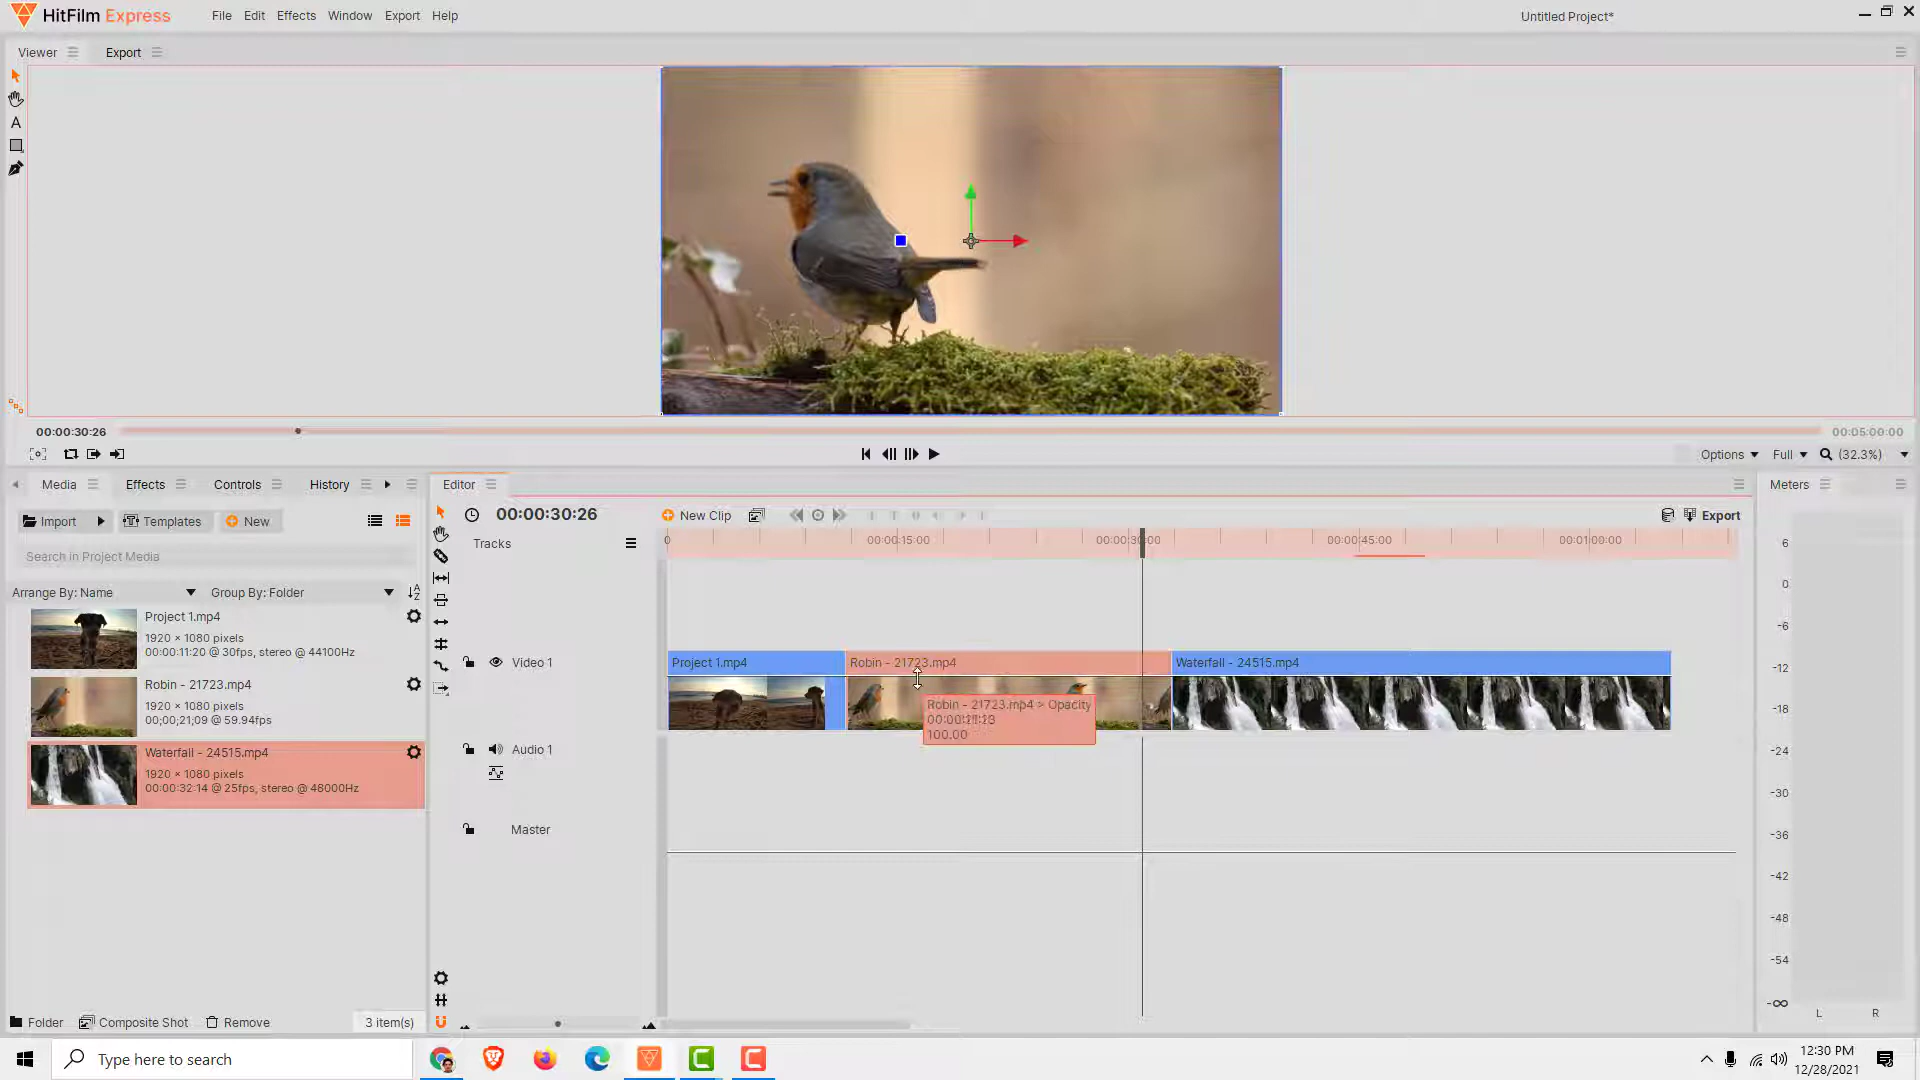 HitFilm Express
File Edit Effects Window Export Help
Untitled Project*
Viewer Export
A
00:00:30:26
00:05:00:00
Options Full (32.3%)
Media Effects Controls History
Editor
Meters
Import Templates New
00:00:30:26
New Clip
Export
Search in Project Media
Tracks
0 00:00:15:00 00:00:30:00 00:00:45:00 00:01:00:00
Arrange By: Name Group By: Folder
Project 1.mp4
1920 × 1080 pixels
00:00:11:20 @ 30fps, stereo @ 44100Hz
Robin - 21723.mp4
1920 × 1080 pixels
00;00;21;09 @ 59.94fps
Waterfall - 24515.mp4
1920 × 1080 pixels
00:00:32:14 @ 25fps, stereo @ 48000Hz
Video 1
Project 1.mp4 Robin - 21723.mp4 Waterfall - 24515.mp4
Robin - 21723.mp4 > Opacity
100.00
Audio 1
Master
6
0
-6
-12
-18
-24
-30
-36
-42
-48
-54
-∞
L R
Folder Composite Shot Remove 3 item(s)
Type here to search
12:30 PM
12/28/2021